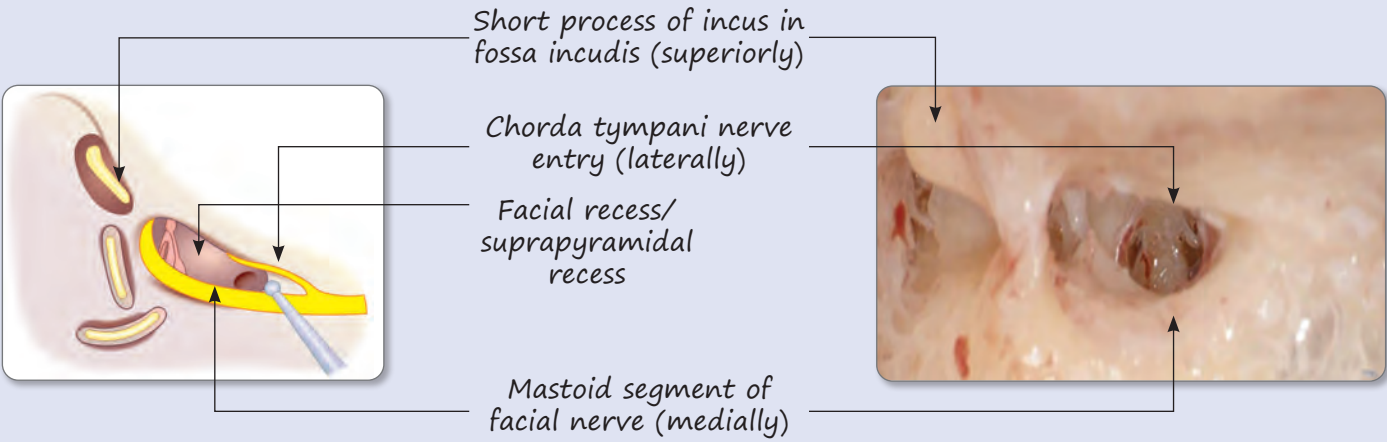 Short process of incus in
fossa incudis (superiorly)
Chorda tympani nerve
entry (laterally)
Facial recess/
suprapyramidal
recess
Mastoid segment of
facial nerve (medially)